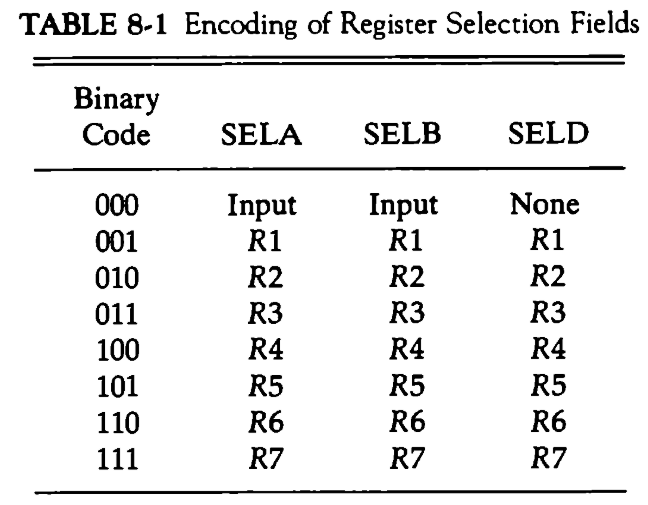 TABLE 8-1 Encoding of Register Selection Fields
Binary
Code SELA SELB SELD
000 Input Input None
001 R1 R1 R1
010 R2 R2 R2
011 R3 R3 R3
100 R4 R4 R4
101 R5 R5 R5
110 R6 R6 R6
111 R7 R7 R7